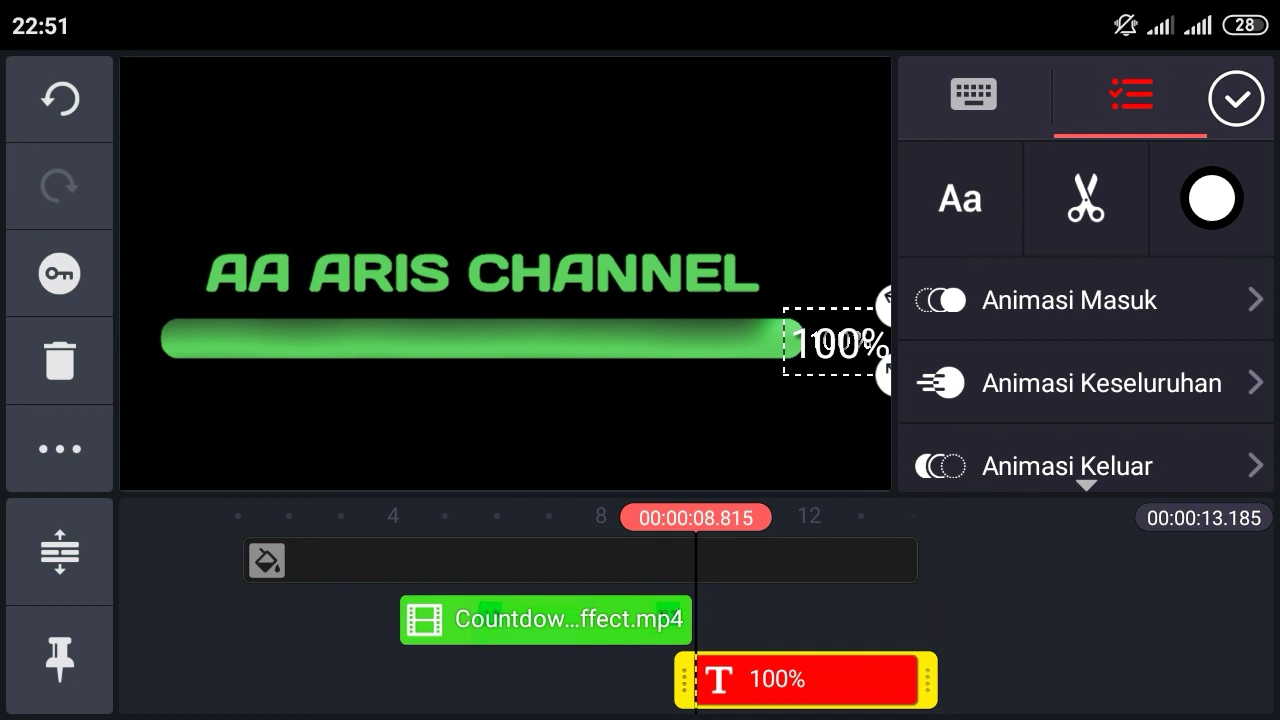 22:51
28
AA ARIS CHANNEL
100%
Aa
Animasi Masuk
Animasi Keseluruhan
Animasi Keluar
4
8
00:00:08.815
12
00:00:13.185
Countdow...ffect.mp4
T 100%